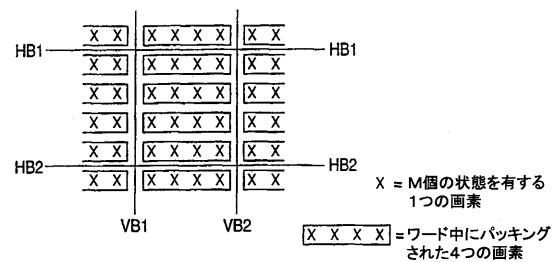 X X X X X X X X
HB1 X X X X X X X X HB1
X X X X X X X X
X X X X X X X X
X X X X X X X X
HB2 X X X X X X X X HB2
VB1 VB2
X = M個の状態を有する
1つの画素
X X X X =ワード中にパッキング
された4つの画素